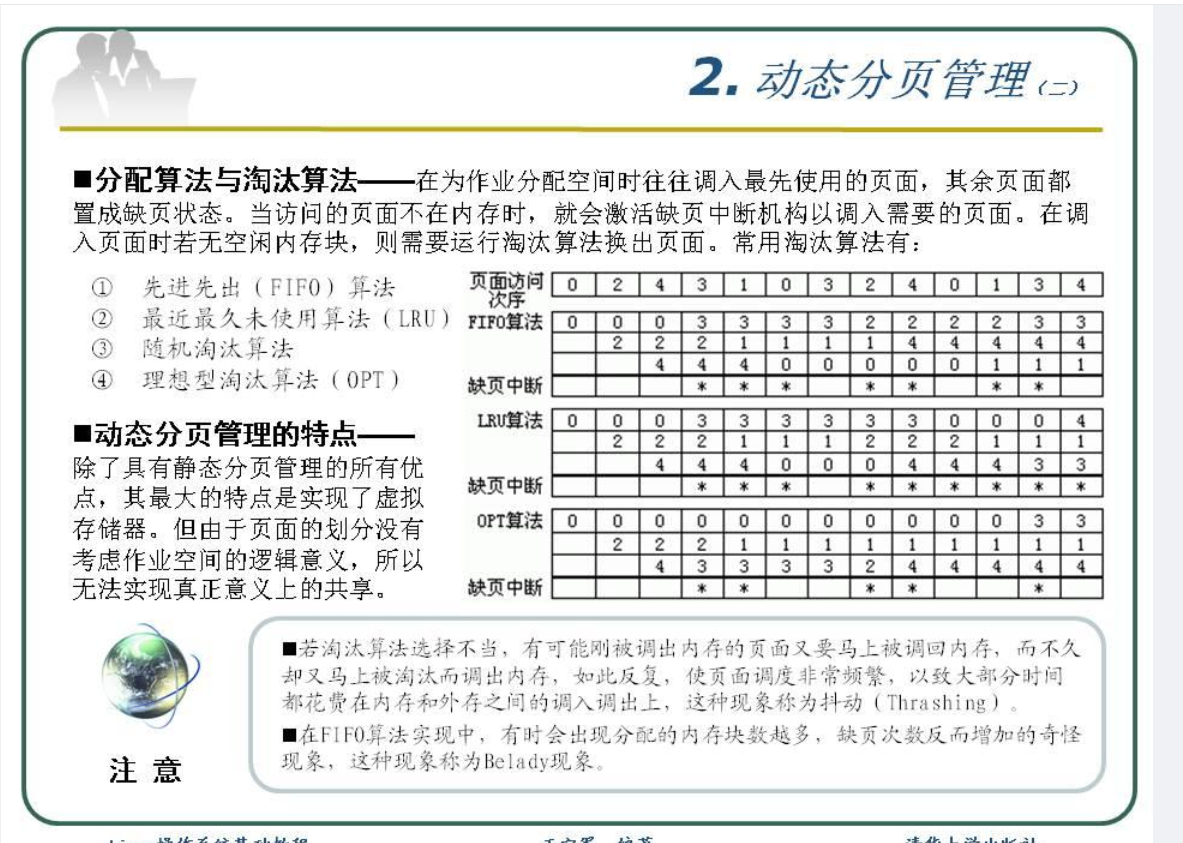 2. 动态分页管理(二)
■分配算法与淘汰算法——在为作业分配空间时往往调入最先使用的页面，其余页面都
置成缺页状态。当访问的页面不在内存时，就会激活缺页中断机构以调入需要的页面。在调
入页面时若无空闲内存块，则需要运行淘汰算法换出页面。常用淘汰算法有：
① 先进先出（FIFO）算法
② 最近最久未使用算法（LRU）
③ 随机淘汰算法
④ 理想型淘汰算法（OPT）
■动态分页管理的特点——
除了具有静态分页管理的所有优
点，其最大的特点是实现了虚拟
存储器。但由于页面的划分没有
考虑作业空间的逻辑意义，所以
无法实现真正意义上的共享。
页面访问
次序 0 2 4 3 1 0 3 2 4 0 1 3 4
FIFO算法 0 0 0 3 3 3 3 2 2 2 2 3 3
2 2 2 1 1 1 1 4 4 4 4 4
4 4 4 0 0 0 0 0 1 1 1
缺页中断 * * * * * * *
LRU算法 0 0 0 3 3 3 3 3 3 0 0 0 4
2 2 2 1 1 1 2 2 2 1 1 1
4 4 4 0 0 0 4 4 4 3 3
缺页中断 * * * * * * * * *
OPT算法 0 0 0 0 0 0 0 0 0 0 0 3 3
2 2 2 1 1 1 1 1 1 1 1 1
4 3 3 3 3 2 4 4 4 4 4
缺页中断 * * * * *
注 意
■若淘汰算法选择不当，有可能刚被调出内存的页面又要马上被调回内存，而不久
却又马上被淘汰而调出内存，如此反复，使页面调度非常频繁，以致大部分时间
都花费在内存和外存之间的调入调出上，这种现象称为抖动（Thrashing）。
■在FIFO算法实现中，有时会出现分配的内存块数越多，缺页次数反而增加的奇怪
现象，这种现象称为Belady现象。